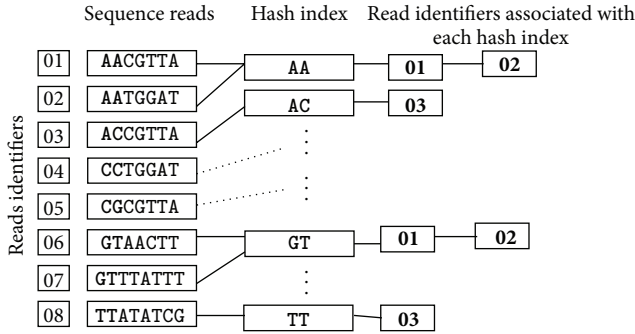 Sequence reads Hash index Read identifiers associated with
each hash index
Reads identifiers
01 AACGTTA AA 01 02
02 AATGGAT AC 03
03 ACCGTTA
04 CCTGGAT
05 CGCGTTA
06 GTAACTT GT 01 02
07 GTTTATTT
08 TTATATCG TT 03